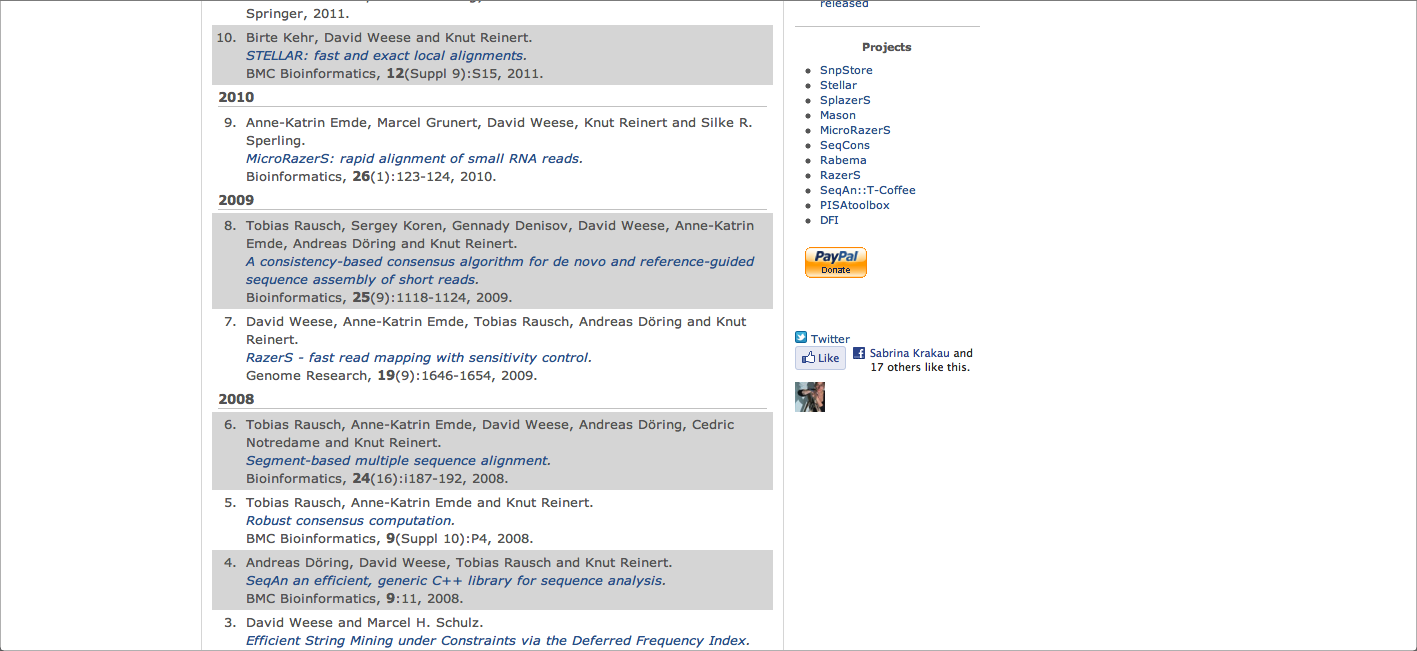 Springer, 2011.
10. Birte Kehr, David Weese and Knut Reinert.
STELLAR: fast and exact local alignments.
BMC Bioinformatics, 12(Suppl 9):S15, 2011.
2010
9. Anne-Katrin Emde, Marcel Grunert, David Weese, Knut Reinert and Silke R.
Sperling.
MicroRazerS: rapid alignment of small RNA reads.
Bioinformatics, 26(1):123-124, 2010.
2009
8. Tobias Rausch, Sergey Koren, Gennady Denisov, David Weese, Anne-Katrin
Emde, Andreas Döring and Knut Reinert.
A consistency-based consensus algorithm for de novo and reference-guided
sequence assembly of short reads.
Bioinformatics, 25(9):1118-1124, 2009.
7. David Weese, Anne-Katrin Emde, Tobias Rausch, Andreas Döring and Knut
Reinert.
RazerS - fast read mapping with sensitivity control.
Genome Research, 19(9):1646-1654, 2009.
2008
6. Tobias Rausch, Anne-Katrin Emde, David Weese, Andreas Döring, Cedric
Notredame and Knut Reinert.
Segment-based multiple sequence alignment.
Bioinformatics, 24(16):i187-192, 2008.
5. Tobias Rausch, Anne-Katrin Emde and Knut Reinert.
Robust consensus computation.
BMC Bioinformatics, 9(Suppl 10):P4, 2008.
4. Andreas Döring, David Weese, Tobias Rausch and Knut Reinert.
SeqAn an efficient, generic C++ library for sequence analysis.
BMC Bioinformatics, 9:11, 2008.
3. David Weese and Marcel H. Schulz.
Efficient String Mining under Constraints via the Deferred Frequency Index.
released
Projects
SnpStore
Stellar
SplazerS
Mason
MicroRazerS
SeqCons
Rabema
RazerS
SeqAn::T-Coffee
PISAtoolbox
DFI
PayPal
Donate
Twitter
Like
Sabrina Krakau and
17 others like this.